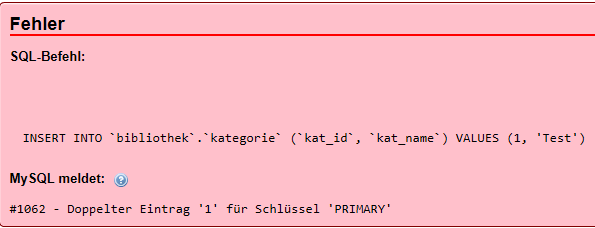 Fehler
SQL-Befehl:
INSERT INTO `bibliothek`.`kategorie` (`kat_id`, `kat_name`) VALUES (1, 'Test')
MySQL meldet:
#1062 - Doppelter Eintrag '1' für Schlüssel 'PRIMARY'